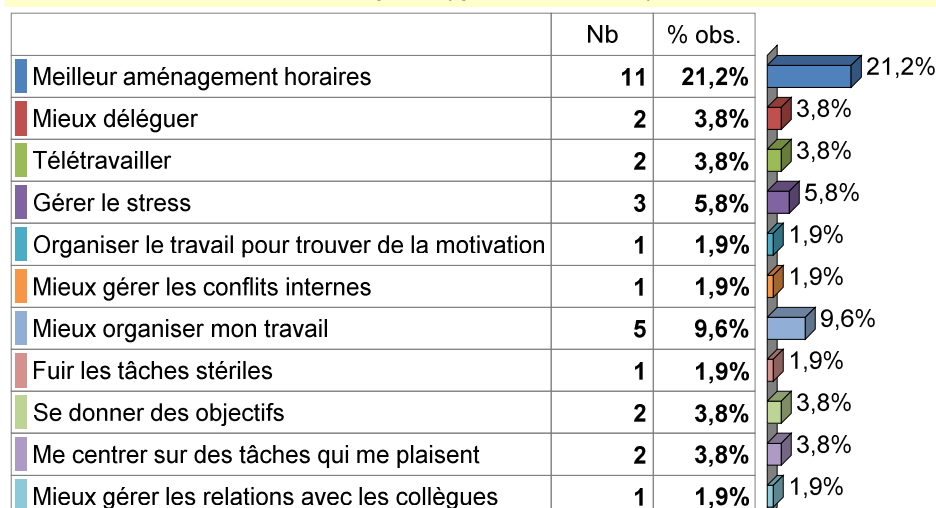 Nb % obs.
Meilleur aménagement horaires 11 21,2% 21,2%
Mieux déléguer 2 3,8% 3,8%
Télétravailler 2 3,8% 3,8%
Gérer le stress 3 5,8% 5,8%
Organiser le travail pour trouver de la motivation 1 1,9% 1,9%
Mieux gérer les conflits internes 1 1,9% 1,9%
Mieux organiser mon travail 5 9,6% 9,6%
Fuir les tâches stériles 1 1,9% 1,9%
Se donner des objectifs 2 3,8% 3,8%
Me centrer sur des tâches qui me plaisent 2 3,8% 3,8%
Mieux gérer les relations avec les collègues 1 1,9% 1,9%